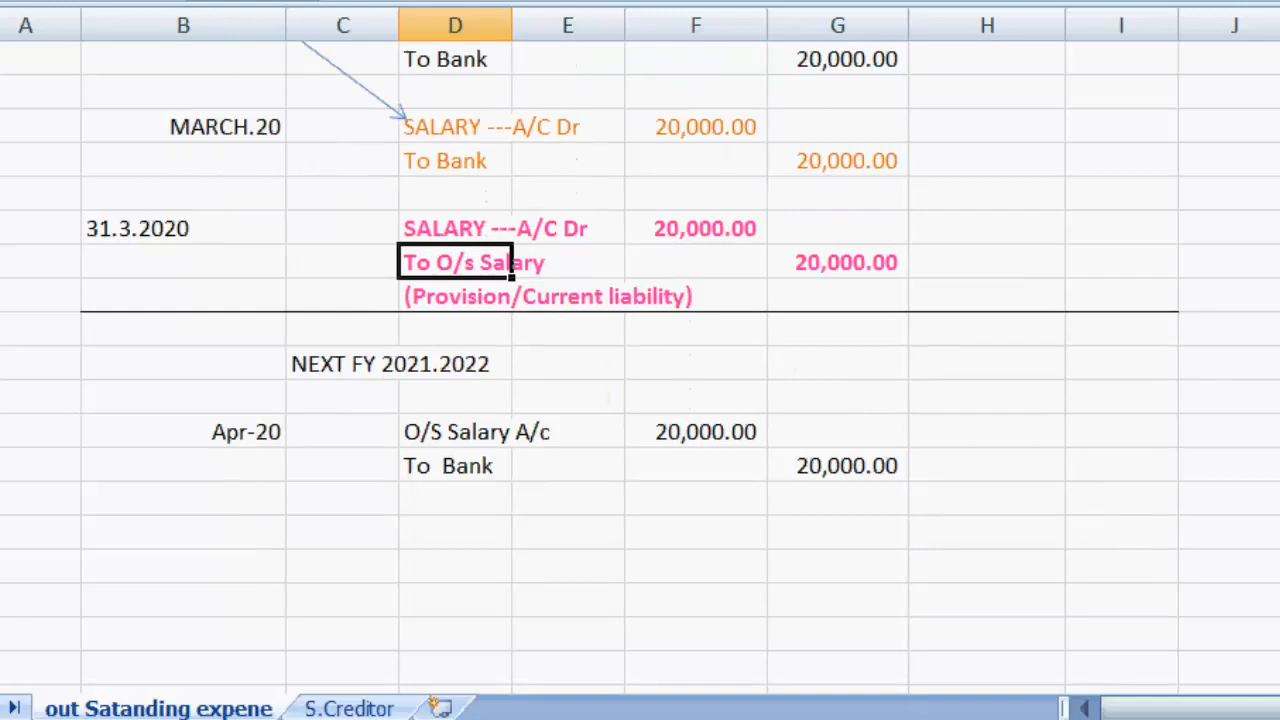 A B C D E F G H I J
To Bank 20,000.00
MARCH.20 SALARY ---A/C Dr 20,000.00
To Bank 20,000.00
31.3.2020 SALARY ---A/C Dr 20,000.00
To O/s Salary 20,000.00
(Provision/Current liability)
NEXT FY 2021.2022
Apr-20 O/S Salary A/c 20,000.00
To Bank 20,000.00
out Satanding expene S.Creditor